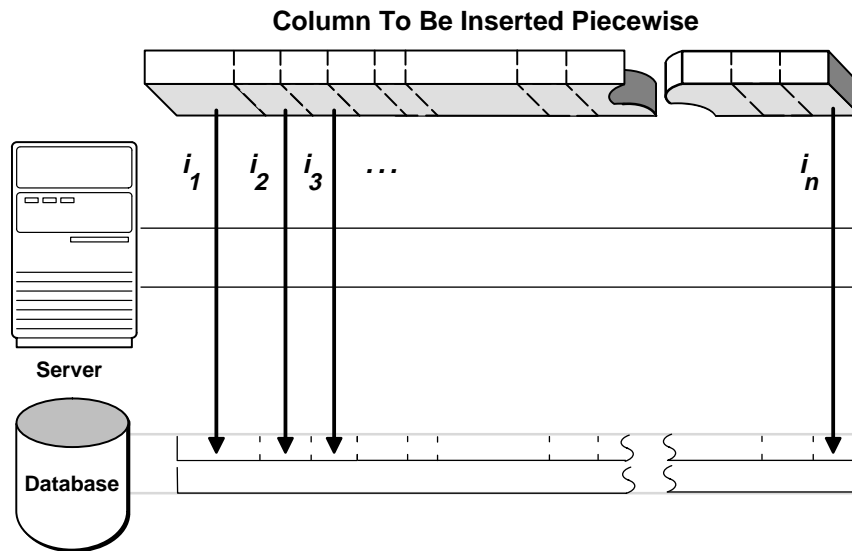 Column To Be Inserted Piecewise
i1 i2 i3 ... in
Server
Database